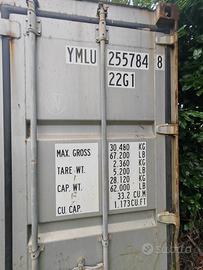 YMLU 255784 8
22G1
MAX. GROSS 30.480 KG
67.200 LB
TARE WT. 2.360 KG
5.200 LB
CAP. WT. 28.120 KG
62.000 LB
CU. CAP. 33.2 CU.M
1.173 CU.FT
subito